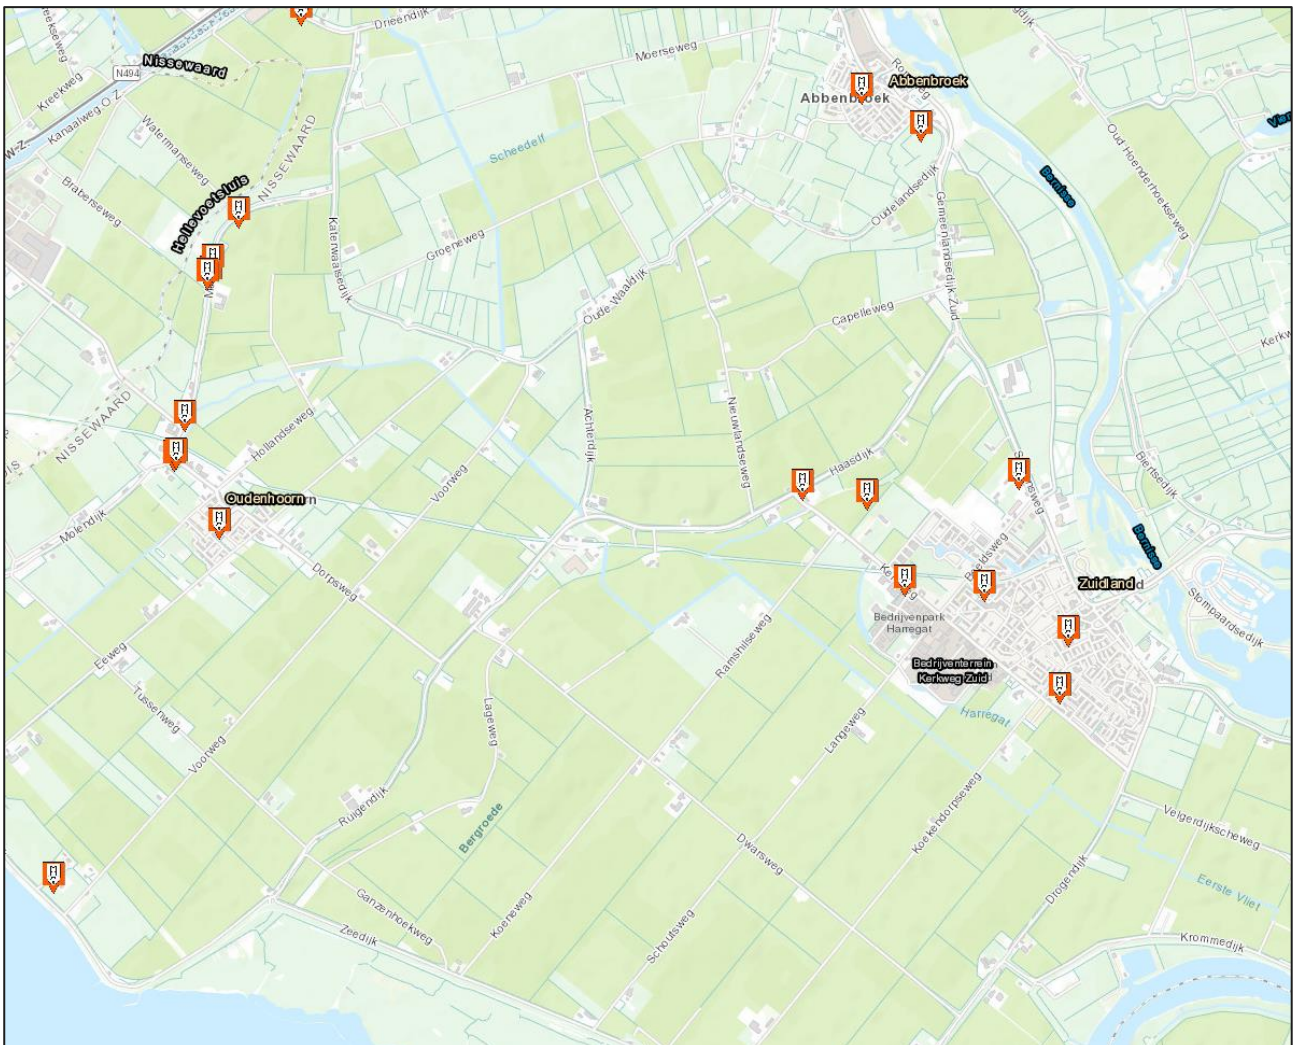 Drieendijk
Nissewaard
N494
Kreekweg
Kanaalweg O.Z.
Moerseweg
Abbenbroek
Abbenbroek
Watermanseweg
NISSEWAARD
Scheedelf
Oud Hoenderhoekseweg
Bernisse
Braberseweg
Hellevoetsluis
Oudelandsedijk
Katerwaalsedijk
Groeneweg
Gemeenlandsedijk Zuid
Oude Waaldijk
Capelleweg
NISSEWAARD
Hollandseweg
Achterdijk
Nieuwlandseweg
Haasdijk
Voorweg
Biertsedijk
Oudenhoorn
Molendijk
Bernisse
Dorpsweg
Zuidland
Stompaardsedijk
Bedrijvenpark
Harregat
Eeweg
Ramshilseweg
Bedrijventerrein
Kerkweg Zuid
Tussenweg
Lageweg
Langeweg
Harregat
Voorweg
Ruigendijk
Bergroede
Koekendorpseweg
Velgerdijkscheweg
Dwarsweg
Drogendijk
Eerste Vliet
Ganzenhoekweg
Koeneweg
Zeedijk
Schoutsweg
Krommedijk